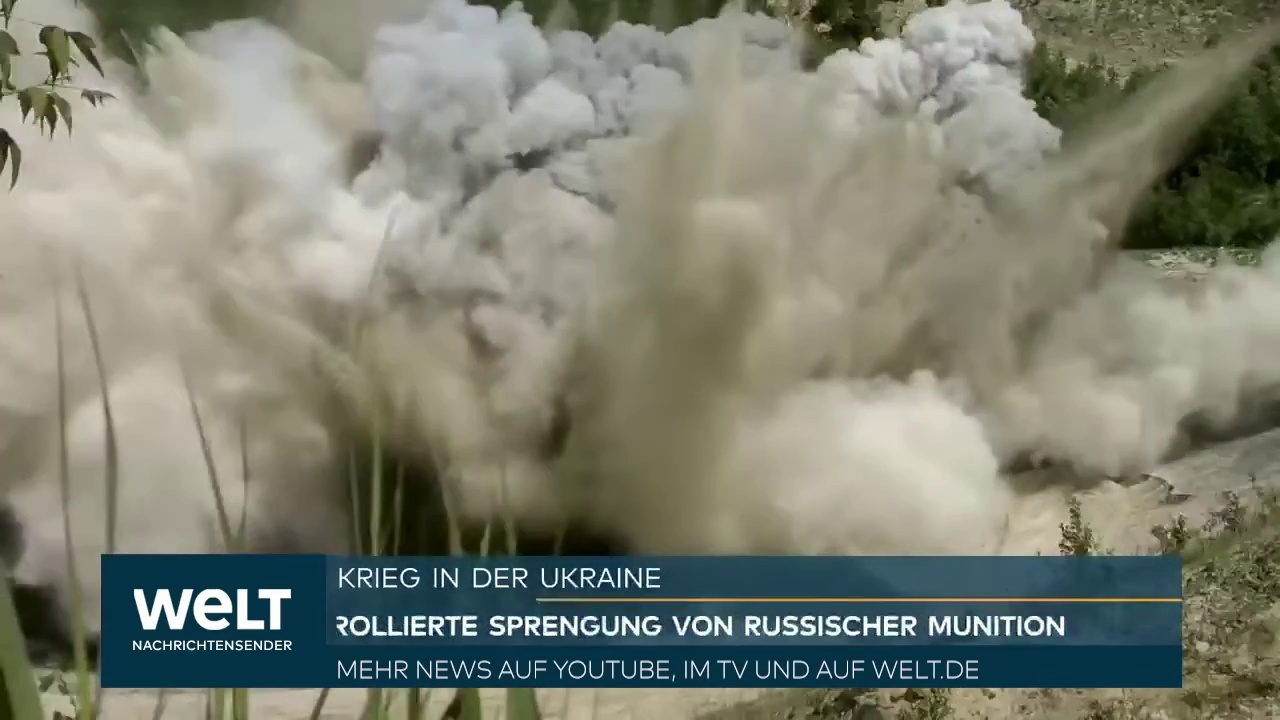 KRIEG IN DER UKRAINE
ROLLIERTE SPRENGUNG VON RUSSISCHER MUNITION
MEHR NEWS AUF YOUTUBE, IM TV UND AUF WELT.DE
WELT
NACHRICHTENSENDER